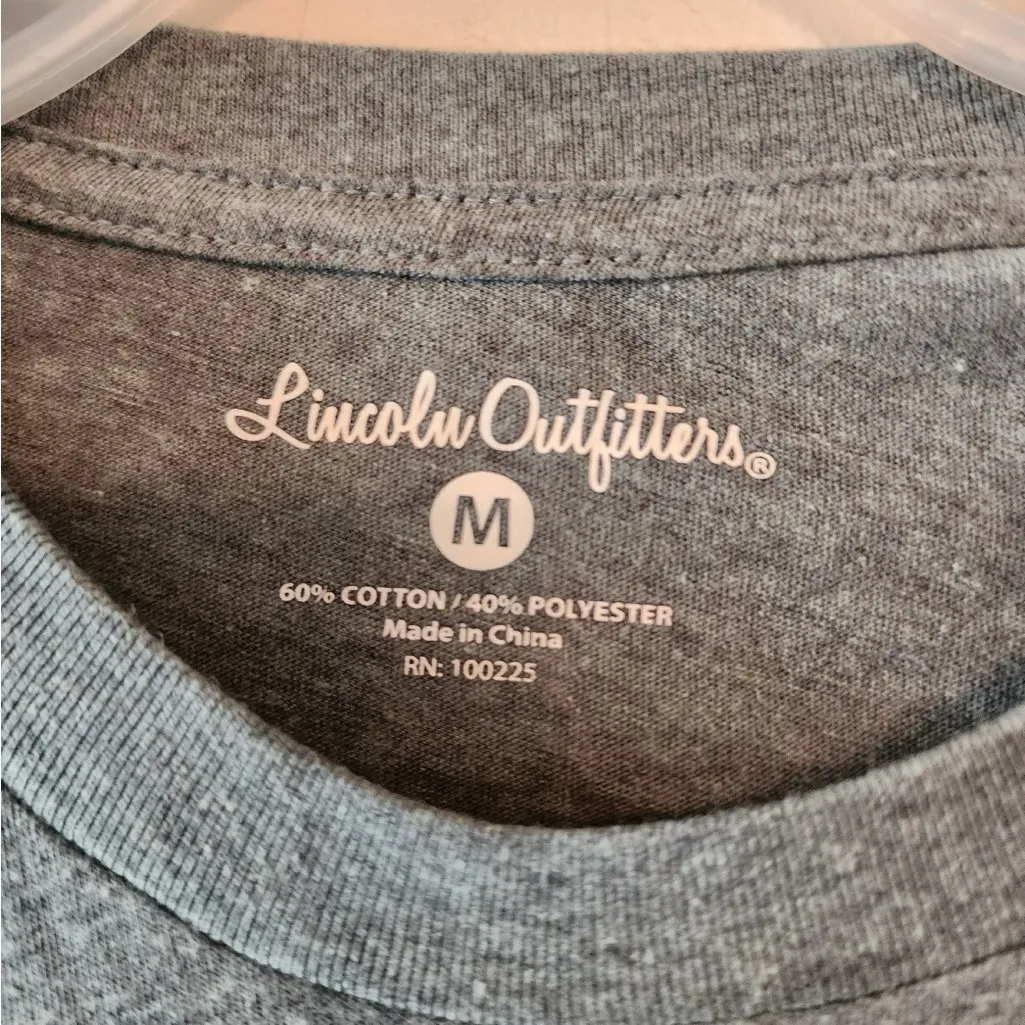 Lincoln Outfitters®
M
60% COTTON / 40% POLYESTER
Made in China
RN: 100225